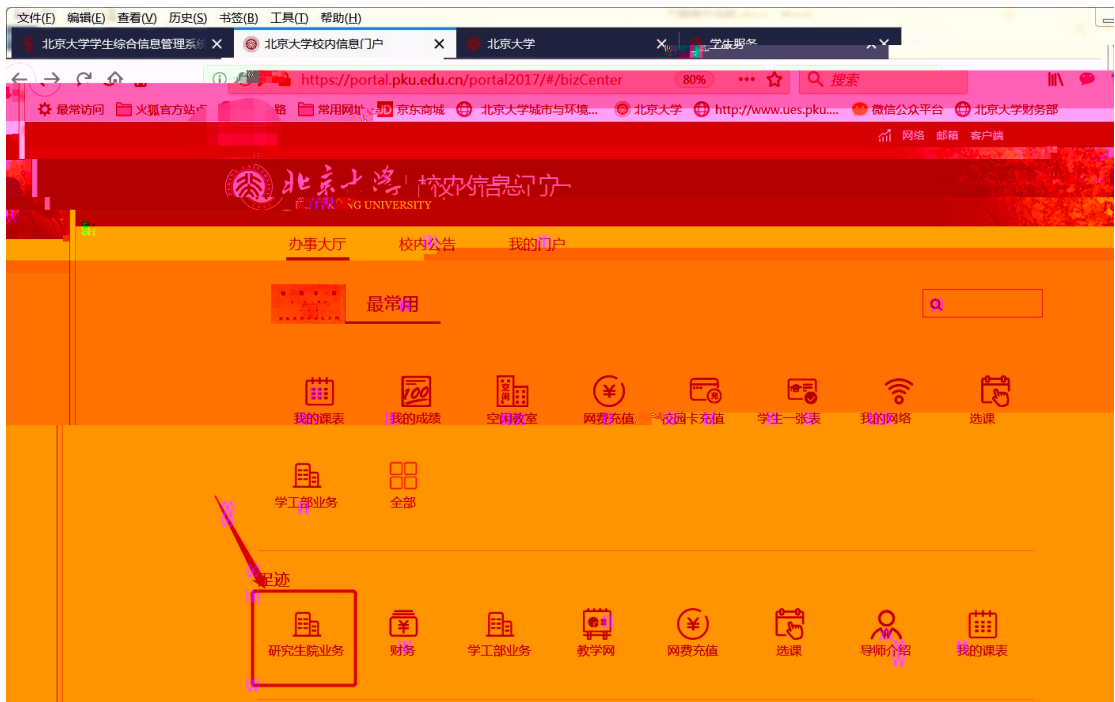 文件(F) 编辑(E) 查看(V) 历史(S) 书签(B) 工具(T) 帮助(H)
北京大学学生综合信息管理系统 × 北京大学校内信息门户 × 北京大学 ×
https://portal.pku.edu.cn/portal2017/#/bizCenter 80% 搜索
最常访问 火狐官方站点 常用网址 JD 京东商城 北京大学城市与环境... 北京大学 http://www.ues.pku.... 微信公众平台 北京大学财务部
网络 邮箱 客户端
北京大学 校内信息门户
UNIVERSITY
办事大厅 校内公告 我的门户
最常用
我的课表 我的成绩 空闲教室 网费充值 校园卡充值 学生一张表 我的网络 选课
学工部业务 全部
足迹
研究生院业务 财务 学工部业务 教学网 网费充值 选课 导师介绍 我的课表